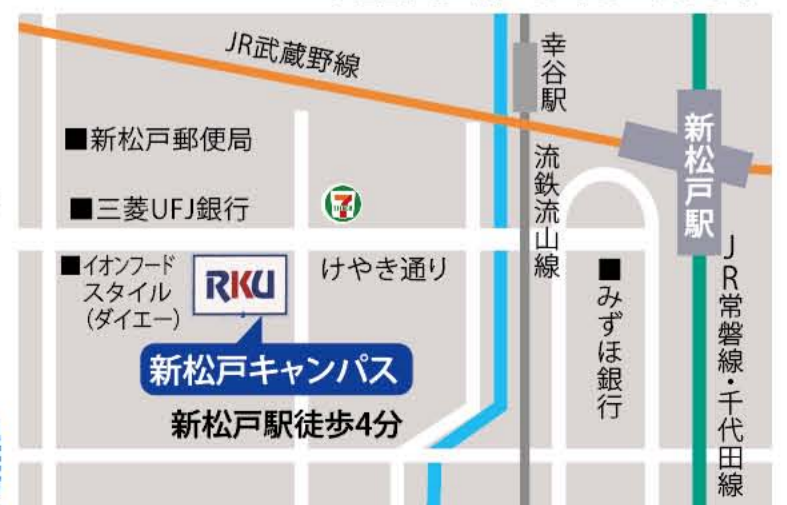 JR武蔵野線
幸谷駅
新松戸駅
■新松戸郵便局
流鉄流山線
■三菱UFJ銀行
7
JR常磐線・千代田線
■イオンフード
スタイル
(ダイエー)
RKU
けやき通り
■みずほ銀行
新松戸キャンパス
新松戸駅徒歩4分